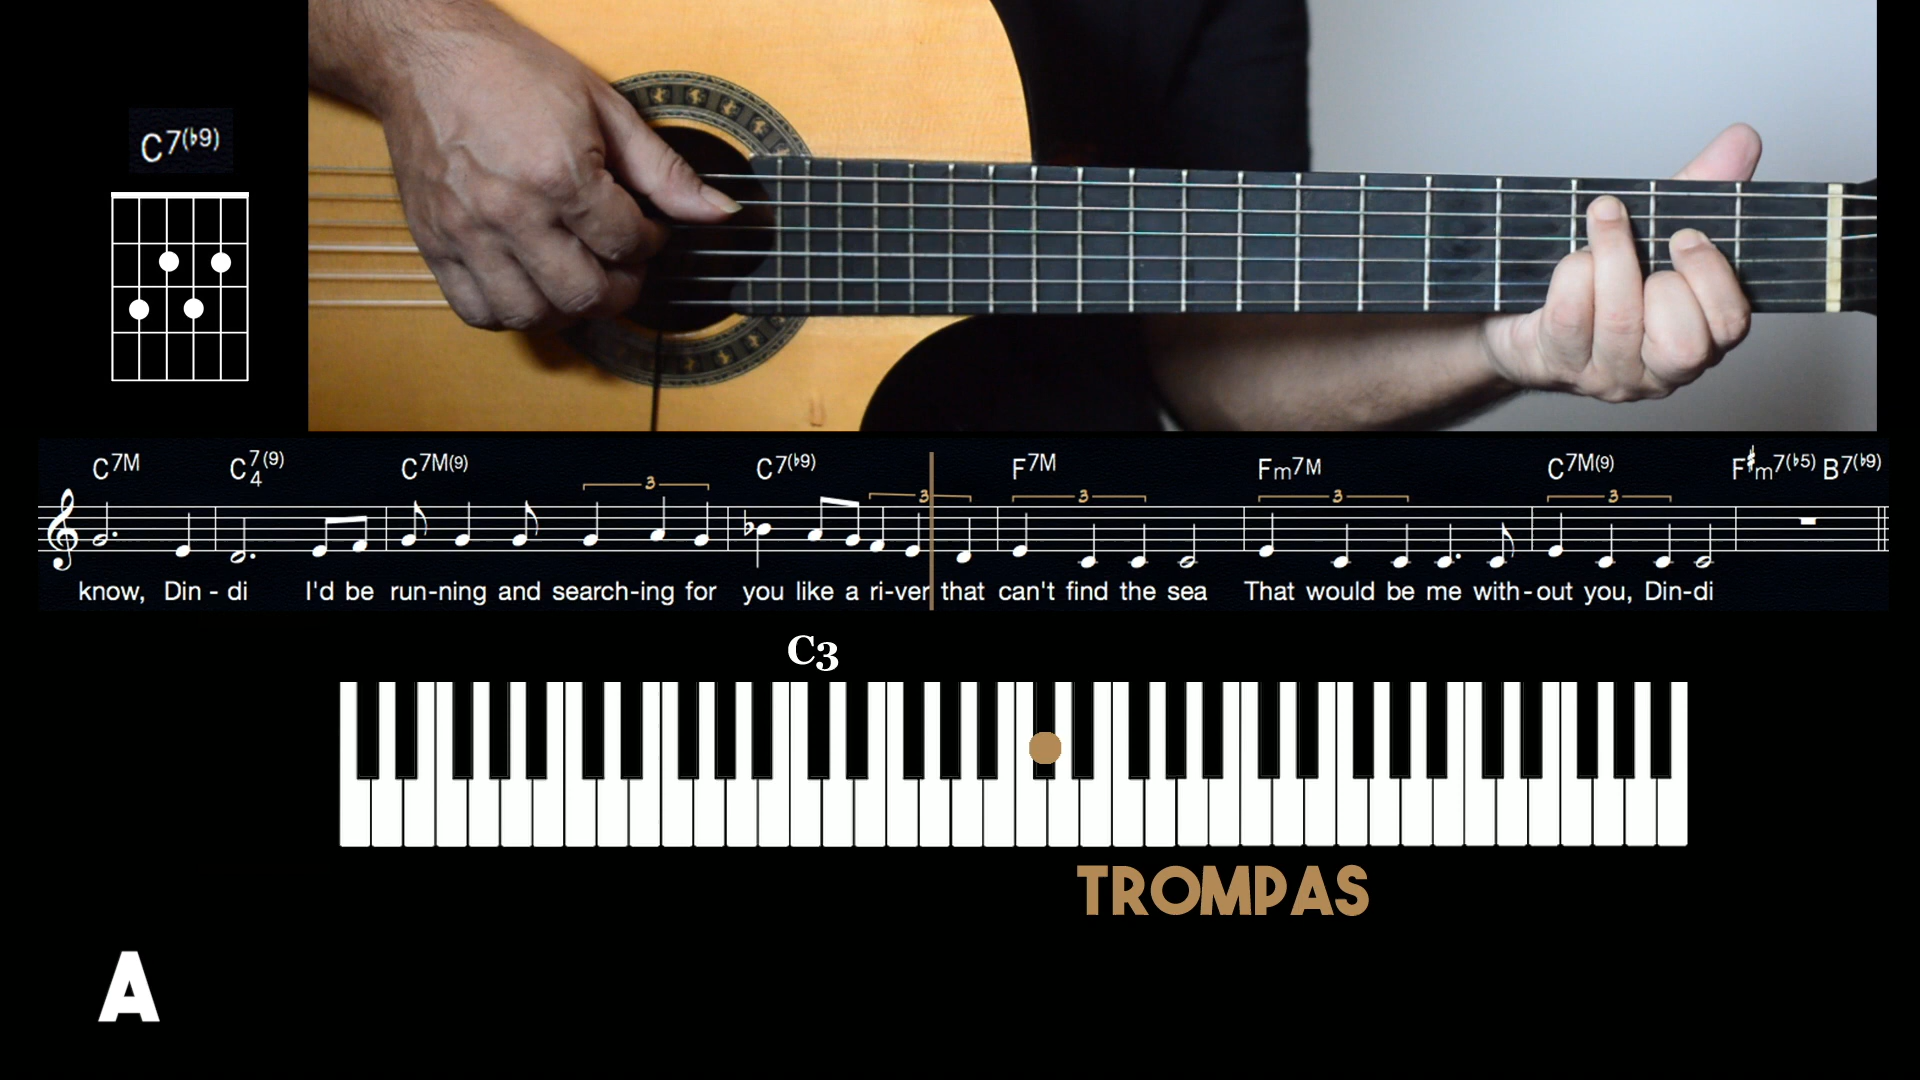 C7(♭9)
C7M C7(9)4 C7M(9) 3 C7(♭9) 3 F7M 3 Fm7M 3 C7M(9) 3 F♯m7(♭5) B7(♭9)
know, Din - di I'd be run-ning and search-ing for you like a ri-ver that can't find the sea That would be me with-out you, Din-di
C3
TROMPAS
A